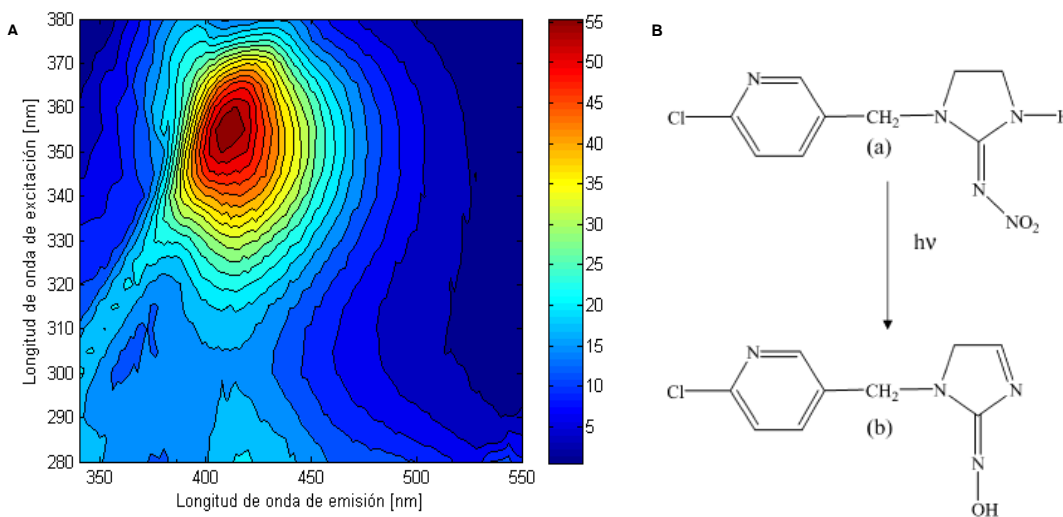 A
380
370
360
350
340
330
320
310
300
290
280
Longitud de onda de excitación [nm]
350
400
450
500
550
Longitud de onda de emisión [nm]
55
50
45
40
35
30
25
20
15
10
5
B
N
Cl
CH2
N
N
(a)
N
NO2
hν
N
Cl
CH2
N
N
(b)
N
OH